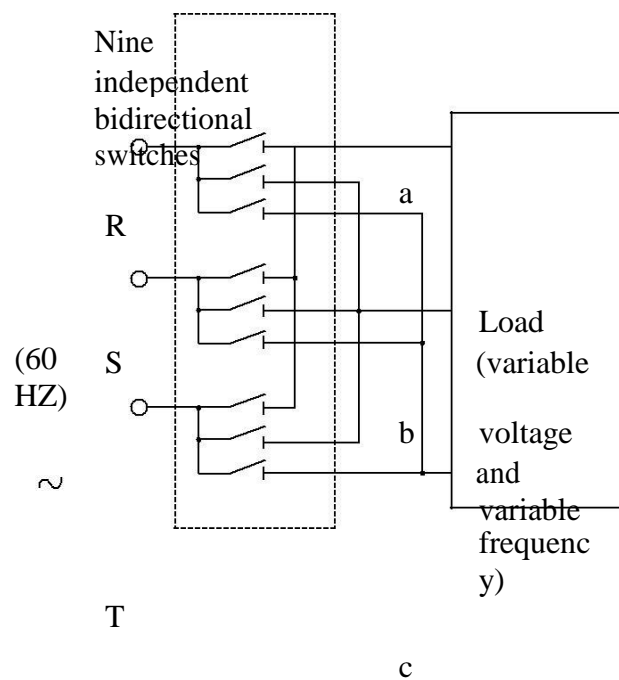 Nine
independent
bidirectional
switches
a
R
Load
(60
S
(variable
HZ)
b
voltage
~
and
variable
frequenc
y)
T
c